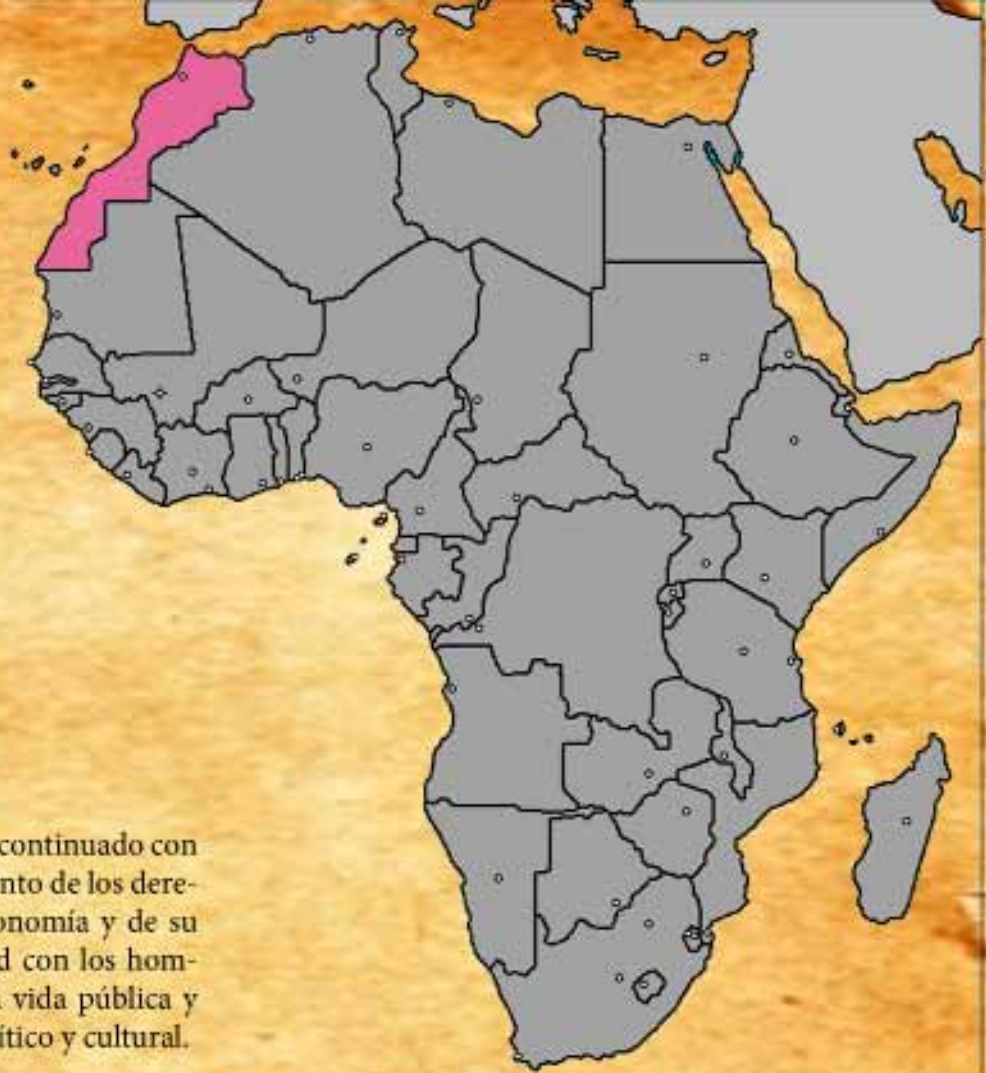 continuado con
nto de los dere-
onomía y de su
d con los hom-
vida pública y
ítico y cultural.